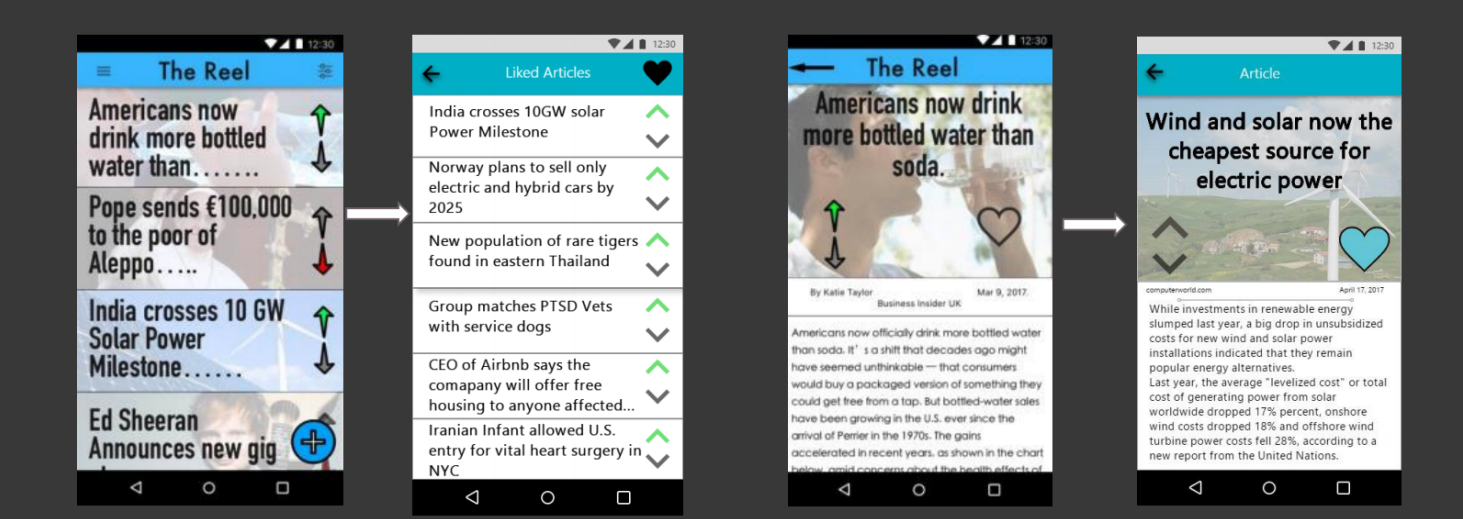 12:30
The Reel
Americans now
drink more bottled
water than.......
Pope sends €100,000
to the poor of
Aleppo.....
India crosses 10 GW
Solar Power
Milestone......
Ed Sheeran
Announces new gig
12:30
Liked Articles
India crosses 10GW solar
Power Milestone
Norway plans to sell only
electric and hybrid cars by
2025
New population of rare tigers
found in eastern Thailand
Group matches PTSD Vets
with service dogs
CEO of Airbnb says the
comapany will offer free
housing to anyone affected...
Iranian Infant allowed U.S.
entry for vital heart surgery in
NYC
12:30
The Reel
Americans now drink
more bottled water than
soda.
By Katie Taylor
Mar 9, 2017.
Business Insider UK
Americans now officially drink more bottled water
than soda. It's a shift that decades ago might
have seemed unthinkable — that consumers
would buy a packaged version of something they
could get free from a tap. But bottled-water sales
have been growing in the U.S. ever since the
arrival of Perrier in the 1970s. The gains
accelerated in recent years, as shown in the chart
below, amid concerns about the health effects of
12:30
Article
Wind and solar now the
cheapest source for
electric power
computerworld.com
April 17, 2017
While investments in renewable energy
slumped last year, a big drop in unsubsidized
costs for new wind and solar power
installations indicated that they remain
popular energy alternatives.
Last year, the average "levelized cost" or total
cost of generating power from solar
worldwide dropped 17% percent, onshore
wind costs dropped 18% and offshore wind
turbine power costs fell 28%, according to a
new report from the United Nations.